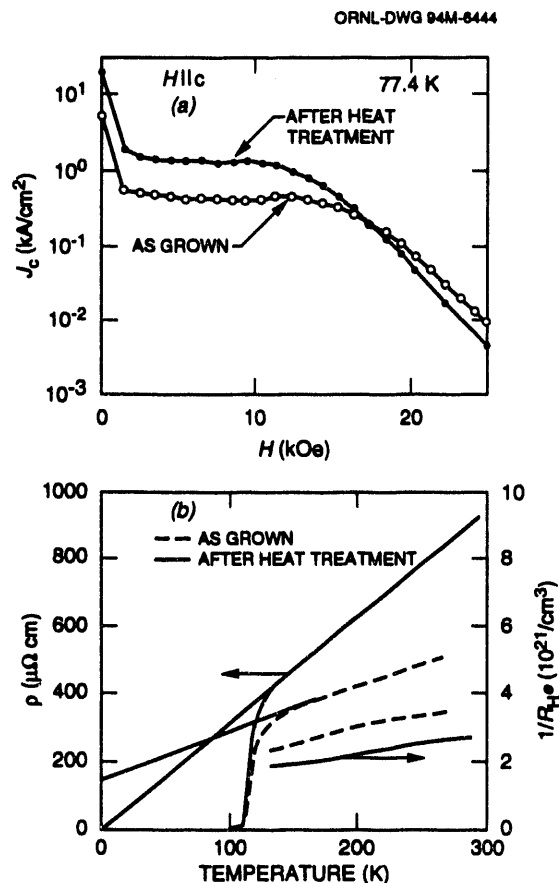 ORNL-DWG 94M-6444
H||c
77.4 K
(a)
AFTER HEAT
TREATMENT
AS GROWN
10¹
10⁰
10⁻¹
10⁻²
10⁻³
J_c (kA/cm²)
0
10
20
H (kOe)
(b)
AS GROWN
AFTER HEAT TREATMENT
1000
800
600
400
200
0
ρ (μΩ cm)
10
8
6
4
2
0
1/R_H e (10²¹/cm³)
0
100
200
300
TEMPERATURE (K)